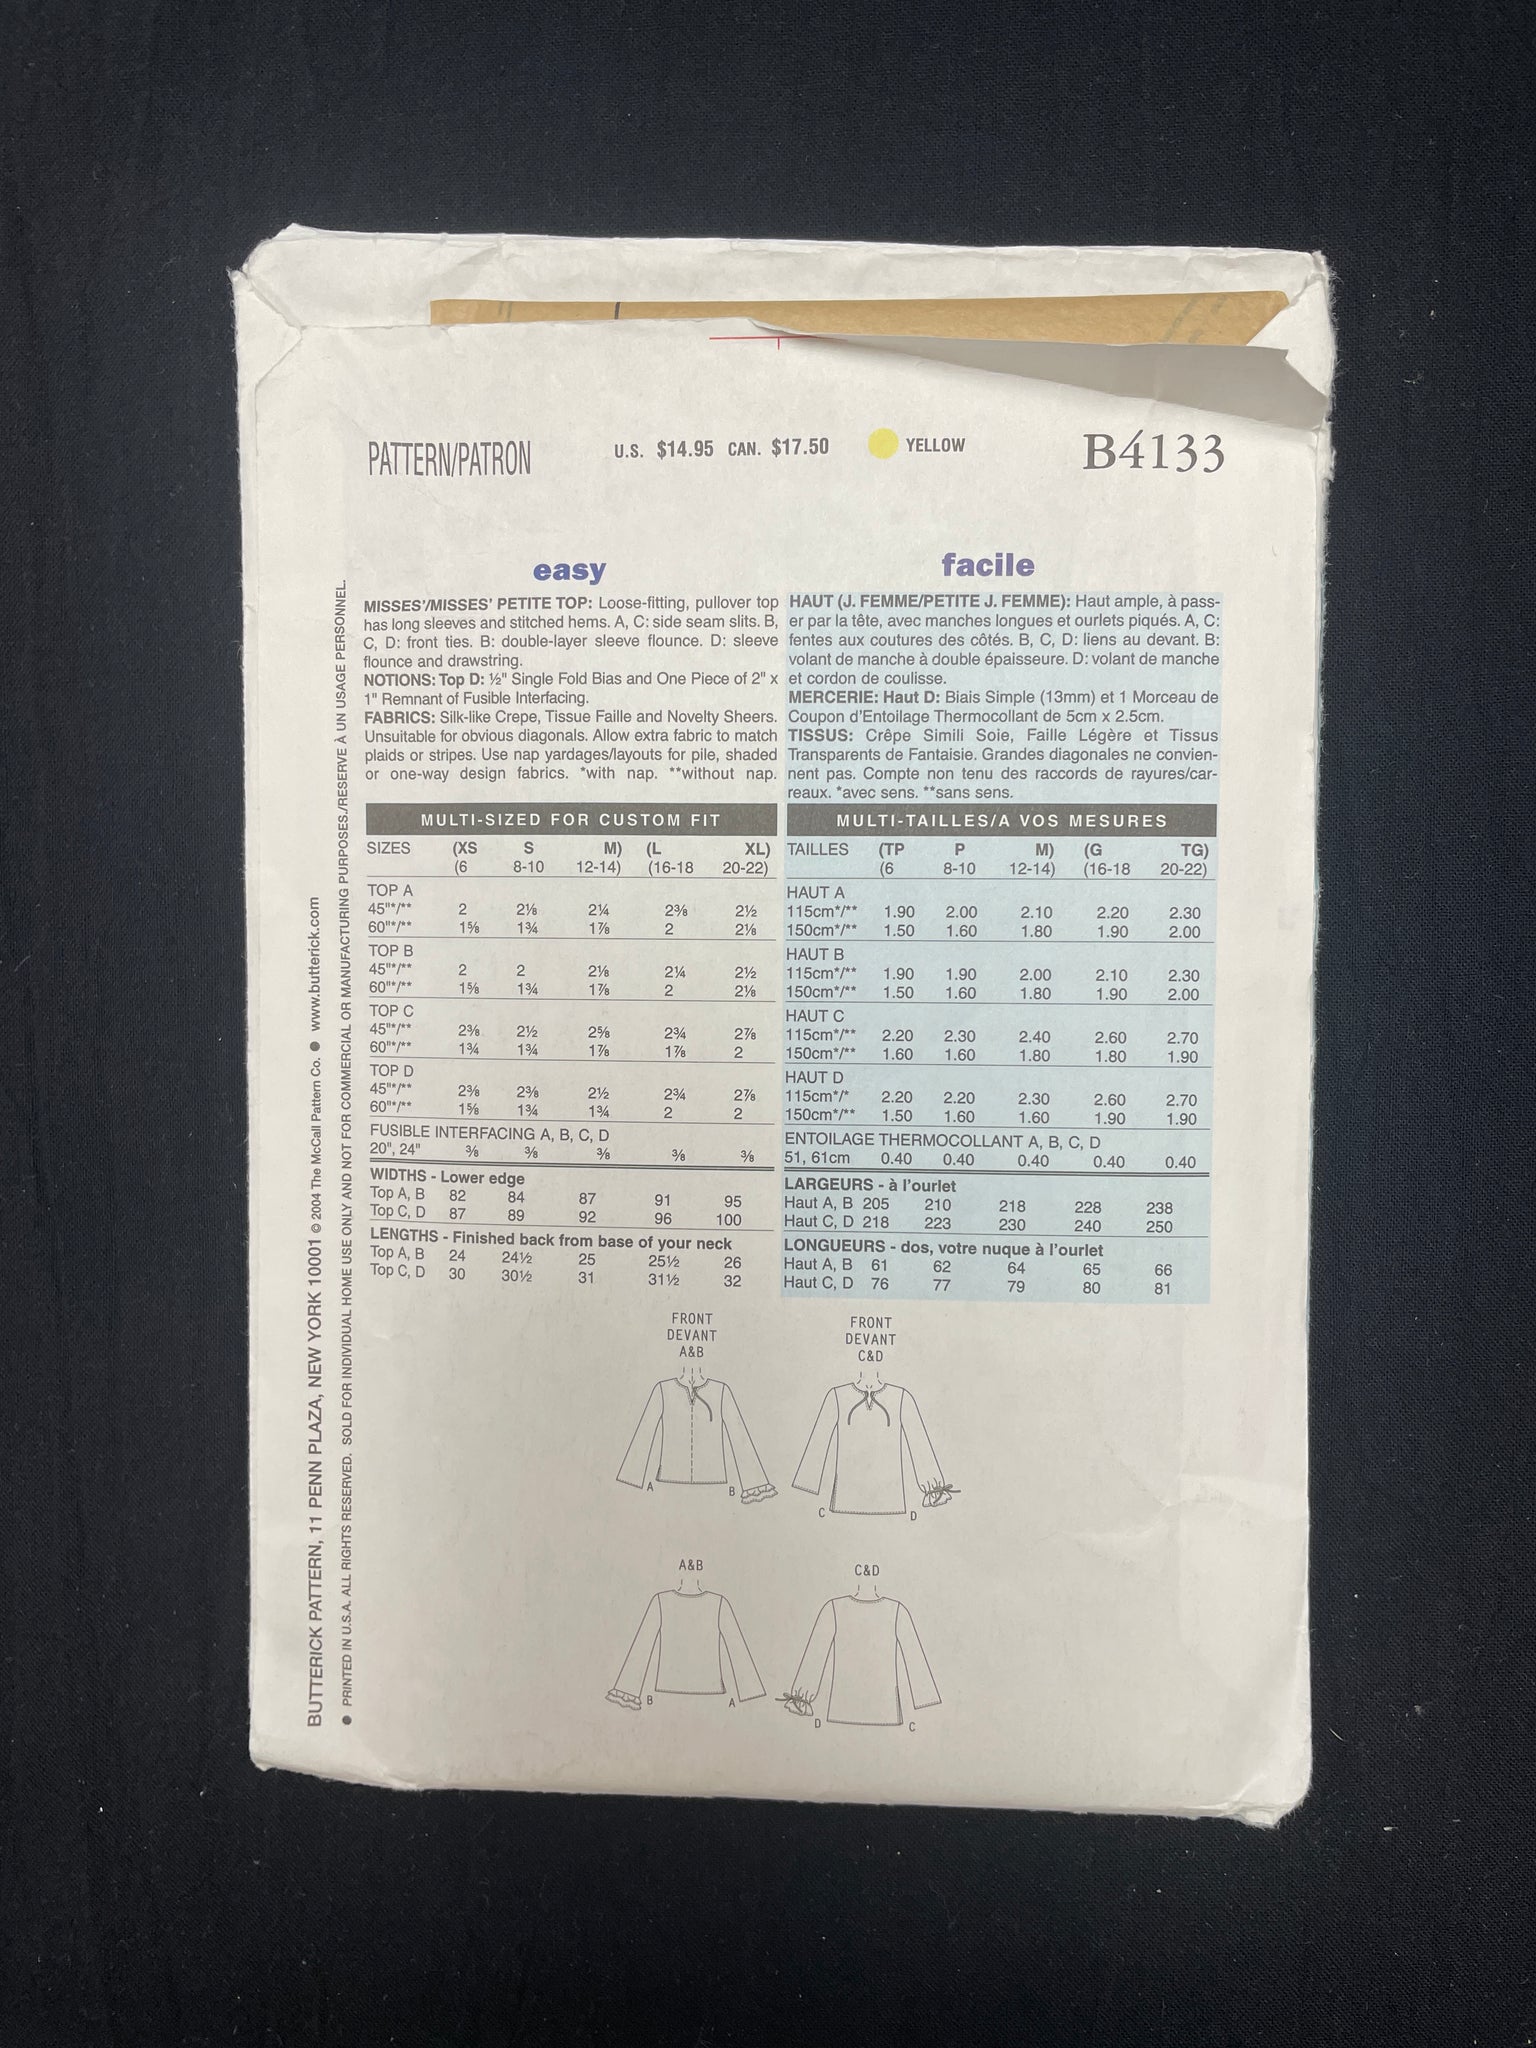 PATTERN/PATRON
U.S. $14.95 CAN. $17.50
YELLOW
B4133
easy
MISSES'/MISSES' PETITE TOP: Loose-fitting, pullover top
has long sleeves and stitched hems. A, C: side seam slits. B,
C, D: front ties. B: double-layer sleeve flounce. D: sleeve
flounce and drawstring.
NOTIONS: Top D: ½" Single Fold Bias and One Piece of 2" x
1" Remnant of Fusible Interfacing.
FABRICS: Silk-like Crepe, Tissue Faille and Novelty Sheers.
Unsuitable for obvious diagonals. Allow extra fabric to match
plaids or stripes. Use nap yardages/layouts for pile, shaded
or one-way design fabrics. *with nap. **without nap.
MULTI-SIZED FOR CUSTOM FIT
SIZES (XS S M) (L XL)
(6 8-10 12-14) (16-18 20-22)
TOP A
45"*/** 2 2⅛ 2¼ 2⅜ 2½
60"*/** 1⅝ 1¾ 1⅞ 2 2⅛
TOP B
45"*/** 2 2 2⅛ 2¼ 2½
60"*/** 1⅝ 1¾ 1⅞ 2 2⅛
TOP C
45"*/** 2⅜ 2½ 2⅝ 2¾ 2⅞
60"*/** 1¾ 1¾ 1⅞ 1⅞ 2
TOP D
45"*/** 2⅜ 2⅜ 2½ 2¾ 2⅞
60"*/** 1⅝ 1¾ 1¾ 2 2
FUSIBLE INTERFACING A, B, C, D
20", 24" ⅜ ⅜ ⅜ ⅜ ⅜
WIDTHS - Lower edge
Top A, B 82 84 87 91 95
Top C, D 87 89 92 96 100
LENGTHS - Finished back from base of your neck
Top A, B 24 24½ 25 25½ 26
Top C, D 30 30½ 31 31½ 32
facile
HAUT (J. FEMME/PETITE J. FEMME): Haut ample, à pass-
er par la tête, avec manches longues et ourlets piqués. A, C:
fentes aux coutures des côtés. B, C, D: liens au devant. B:
volant de manche à double épaisseure. D: volant de manche
et cordon de coulisse.
MERCERIE: Haut D: Biais Simple (13mm) et 1 Morceau de
Coupon d'Entoilage Thermocollant de 5cm x 2.5cm.
TISSUS: Crêpe Simili Soie, Faille Légère et Tissus
Transparents de Fantaisie. Grandes diagonales ne convien-
nent pas. Compte non tenu des raccords de rayures/car-
reaux. *avec sens. **sans sens.
MULTI-TAILLES/A VOS MESURES
TAILLES (TP P M) (G TG)
(6 8-10 12-14) (16-18 20-22)
HAUT A
115cm*/** 1.90 2.00 2.10 2.20 2.30
150cm*/** 1.50 1.60 1.80 1.90 2.00
HAUT B
115cm*/** 1.90 1.90 2.00 2.10 2.30
150cm*/** 1.50 1.60 1.80 1.90 2.00
HAUT C
115cm*/** 2.20 2.30 2.40 2.60 2.70
150cm*/** 1.60 1.60 1.80 1.80 1.90
HAUT D
115cm*/* 2.20 2.20 2.30 2.60 2.70
150cm*/** 1.50 1.60 1.60 1.90 1.90
ENTOILAGE THERMOCOLLANT A, B, C, D
51, 61cm 0.40 0.40 0.40 0.40 0.40
LARGEURS - à l'ourlet
Haut A, B 205 210 218 228 238
Haut C, D 218 223 230 240 250
LONGUEURS - dos, votre nuque à l'ourlet
Haut A, B 61 62 64 65 66
Haut C, D 76 77 79 80 81
FRONT
DEVANT
A&B
A B
FRONT
DEVANT
C&D
C D
A&B
B A
C&D
D C
BUTTERICK PATTERN, 11 PENN PLAZA, NEW YORK 10001 © 2004 The McCall Pattern Co. ● www.butterick.com
● PRINTED IN U.S.A. ALL RIGHTS RESERVED. SOLD FOR INDIVIDUAL HOME USE ONLY AND NOT FOR COMMERCIAL OR MANUFACTURING PURPOSES./RESERVE À UN USAGE PERSONNEL.